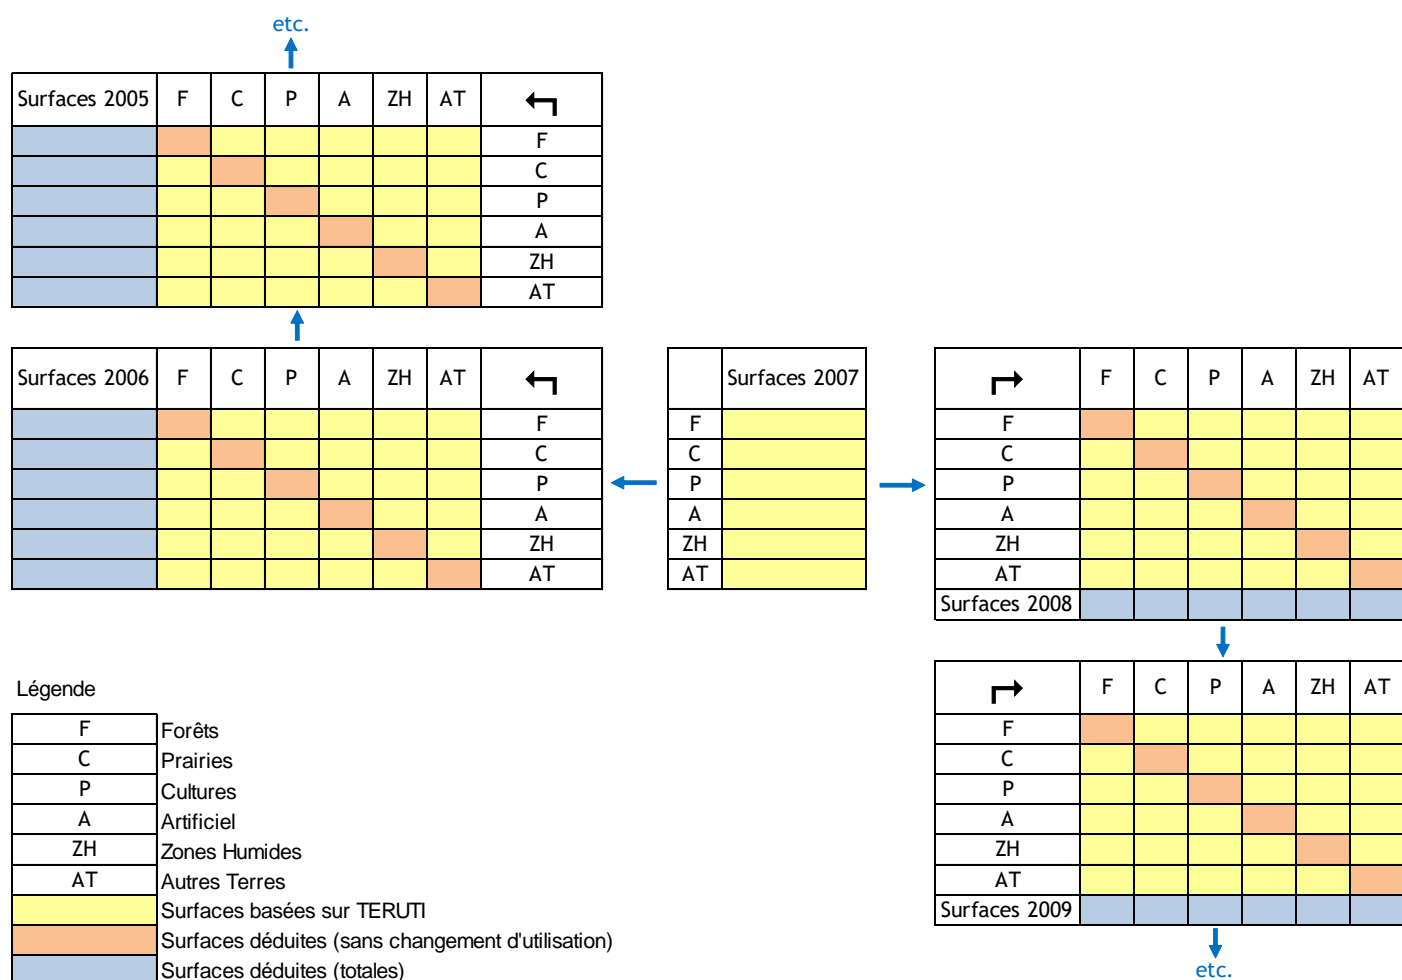 etc.
Surfaces 2005 F C P A ZH AT
F
C
P
A
ZH
AT
Surfaces 2006 F C P A ZH AT
F
C
P
A
ZH
AT
Surfaces 2007
F
C
P
A
ZH
AT
F C P A ZH AT
F
C
P
A
ZH
AT
Surfaces 2008
F C P A ZH AT
F
C
P
A
ZH
AT
Surfaces 2009
etc.
Légende
F Forêts
C Prairies
P Cultures
A Artificiel
ZH Zones Humides
AT Autres Terres
Surfaces basées sur TERUTI
Surfaces déduites (sans changement d'utilisation)
Surfaces déduites (totales)